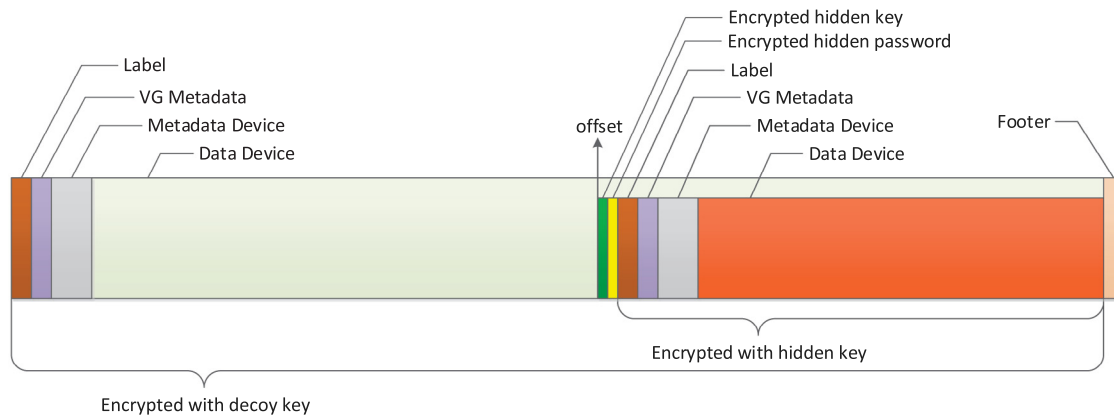 Label
VG Metadata
Metadata Device
Data Device
offset
Encrypted hidden key
Encrypted hidden password
Label
VG Metadata
Metadata Device
Data Device
Footer
Encrypted with hidden key
Encrypted with decoy key